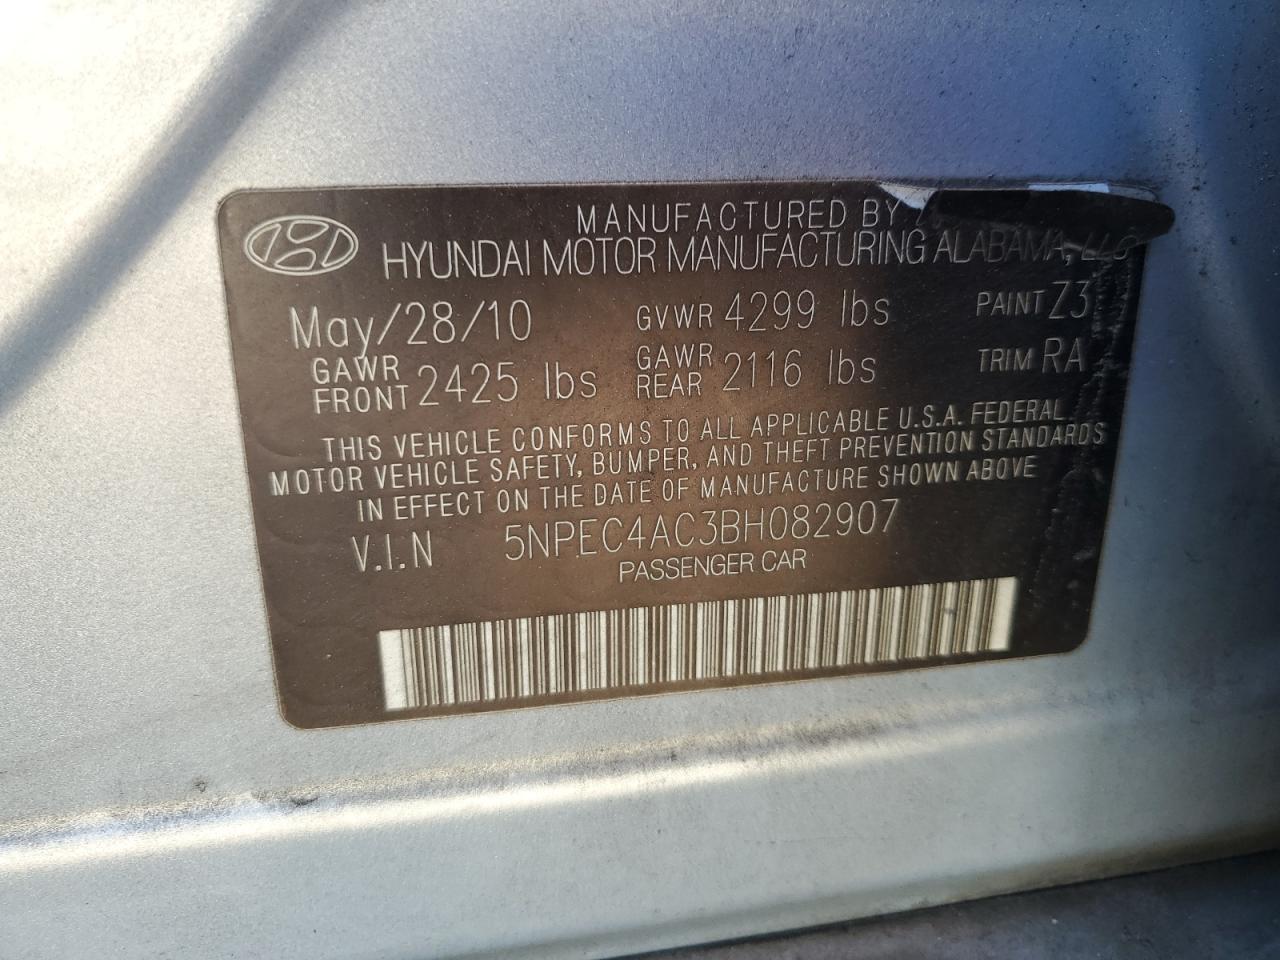 MANUFACTURED BY
HYUNDAI MOTOR MANUFACTURING ALABAMA, LLC
May/28/10 GVWR 4299 lbs PAINT Z3
GAWR FRONT 2425 lbs GAWR REAR 2116 lbs TRIM RA
THIS VEHICLE CONFORMS TO ALL APPLICABLE U.S.A. FEDERAL
MOTOR VEHICLE SAFETY, BUMPER, AND THEFT PREVENTION STANDARDS
IN EFFECT ON THE DATE OF MANUFACTURE SHOWN ABOVE
V.I.N 5NPEC4AC3BH082907
PASSENGER CAR